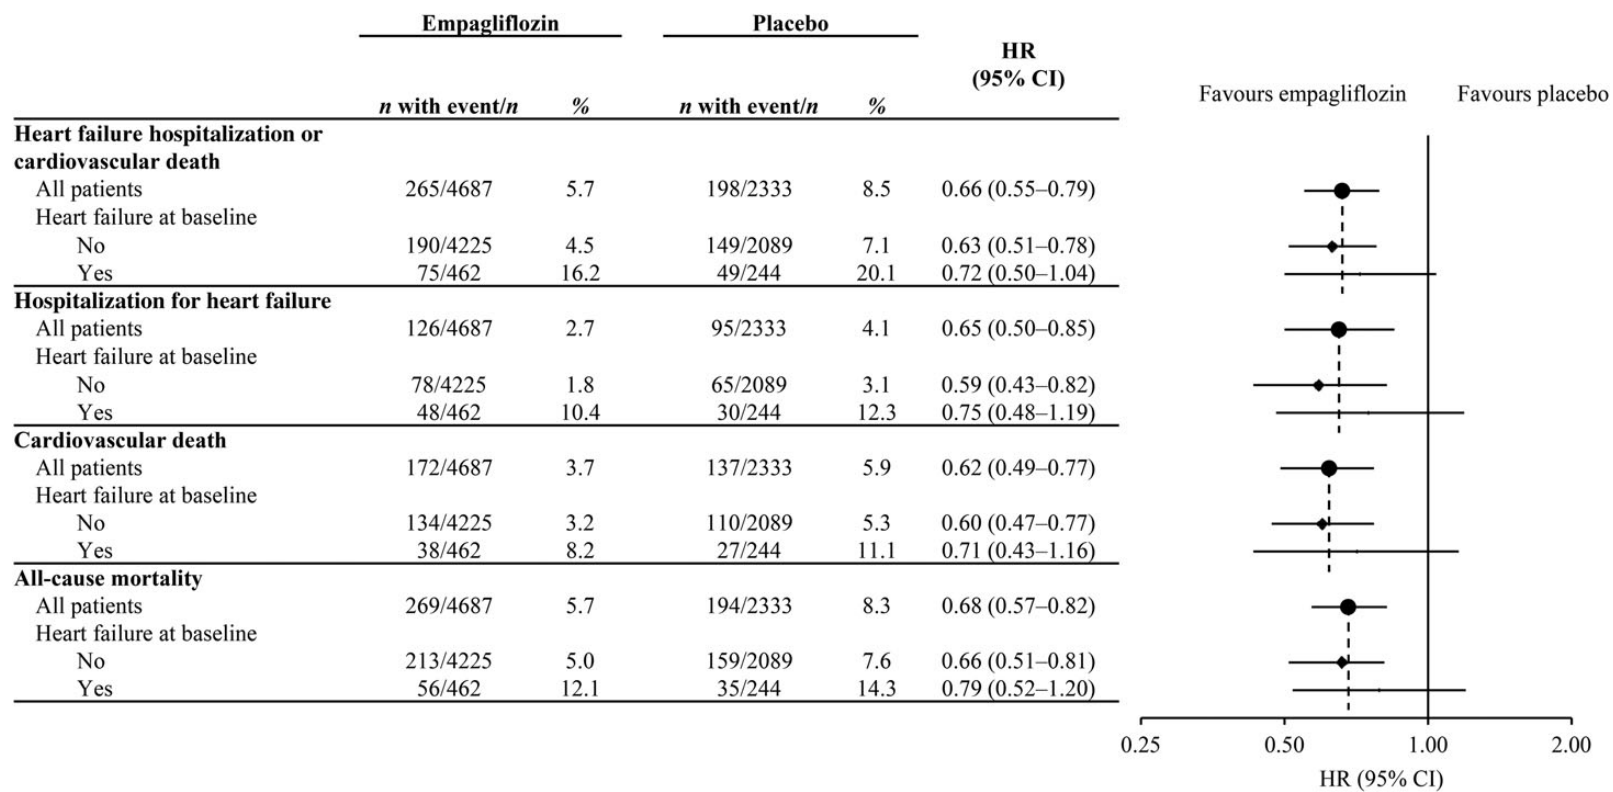 Empagliflozin Placebo
HR
(95% CI)
Favours empagliflozin Favours placebo
n with event/n % n with event/n %
Heart failure hospitalization or
cardiovascular death
All patients 265/4687 5.7 198/2333 8.5 0.66 (0.55–0.79)
Heart failure at baseline
No 190/4225 4.5 149/2089 7.1 0.63 (0.51–0.78)
Yes 75/462 16.2 49/244 20.1 0.72 (0.50–1.04)
Hospitalization for heart failure
All patients 126/4687 2.7 95/2333 4.1 0.65 (0.50–0.85)
Heart failure at baseline
No 78/4225 1.8 65/2089 3.1 0.59 (0.43–0.82)
Yes 48/462 10.4 30/244 12.3 0.75 (0.48–1.19)
Cardiovascular death
All patients 172/4687 3.7 137/2333 5.9 0.62 (0.49–0.77)
Heart failure at baseline
No 134/4225 3.2 110/2089 5.3 0.60 (0.47–0.77)
Yes 38/462 8.2 27/244 11.1 0.71 (0.43–1.16)
All-cause mortality
All patients 269/4687 5.7 194/2333 8.3 0.68 (0.57–0.82)
Heart failure at baseline
No 213/4225 5.0 159/2089 7.6 0.66 (0.51–0.81)
Yes 56/462 12.1 35/244 14.3 0.79 (0.52–1.20)
0.25 0.50 1.00 2.00
HR (95% CI)